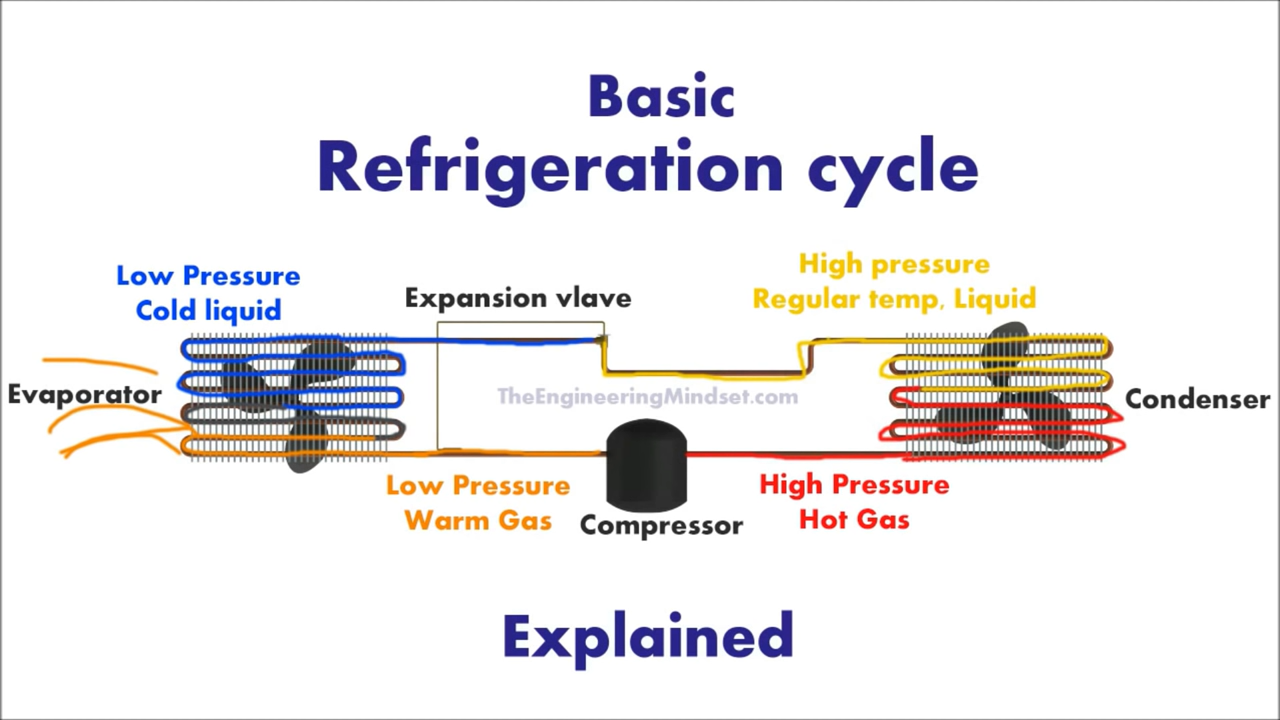 Basic
Refrigeration cycle
Low Pressure
Cold liquid
Expansion vlave
High pressure
Regular temp, Liquid
Evaporator
TheEngineeringMindset.com
Condenser
Low Pressure
Warm Gas
Compressor
High Pressure
Hot Gas
Explained